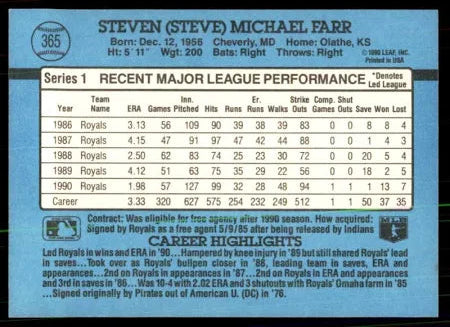 365
STEVEN (STEVE) MICHAEL FARR
Born: Dec. 12, 1956 Cheverly, MD Home: Olathe, KS
Ht: 5' 11" Wgt: 200 Bats: Right Throws: Right
© 1990 LEAF, INC.
PRINTED IN USA
Series 1 RECENT MAJOR LEAGUE PERFORMANCE *Denotes Led League
Year Team Name ERA Games Inn. Pitched Hits Runs Er. Runs Walks Strike Outs Comp. Games Shut Outs Save Won Lost
1986 Royals 3.13 56 109 90 39 38 39 83 0 0 8 8 4
1987 Royals 4.15 47 91 97 47 42 44 88 0 0 1 4 3
1988 Royals 2.50 62 83 74 25 23 30 72 0 0 20 5 4
1989 Royals 4.12 51 63 75 35 29 22 56 0 0 18 2 5
1990 Royals 1.98 57 127 99 32 28 48 94 1 1 1 13 7
Career 3.33 320 627 575 254 232 249 512 1 1 50 37 35
Contract: Was eligible for free agency after 1990 season. How acquired:
Signed by Royals as a free agent 5/9/85 after being released by Indians
MLB
CAREER HIGHLIGHTS
Led Royals in wins and ERA in '90...Hampered by knee injury in '89 but still shared Royals' lead
in saves...Took over as Royals' bullpen closer in '88, leading team in saves, ERA and
appearances...2nd on Royals in appearances in '87...2nd on Royals in ERA and appearances
and 3rd in saves in '86...Was 10-4 with 2.02 ERA and 3 shutouts with Royals' Omaha farm in '85
...Signed originally by Pirates out of American U. (DC) in '76.